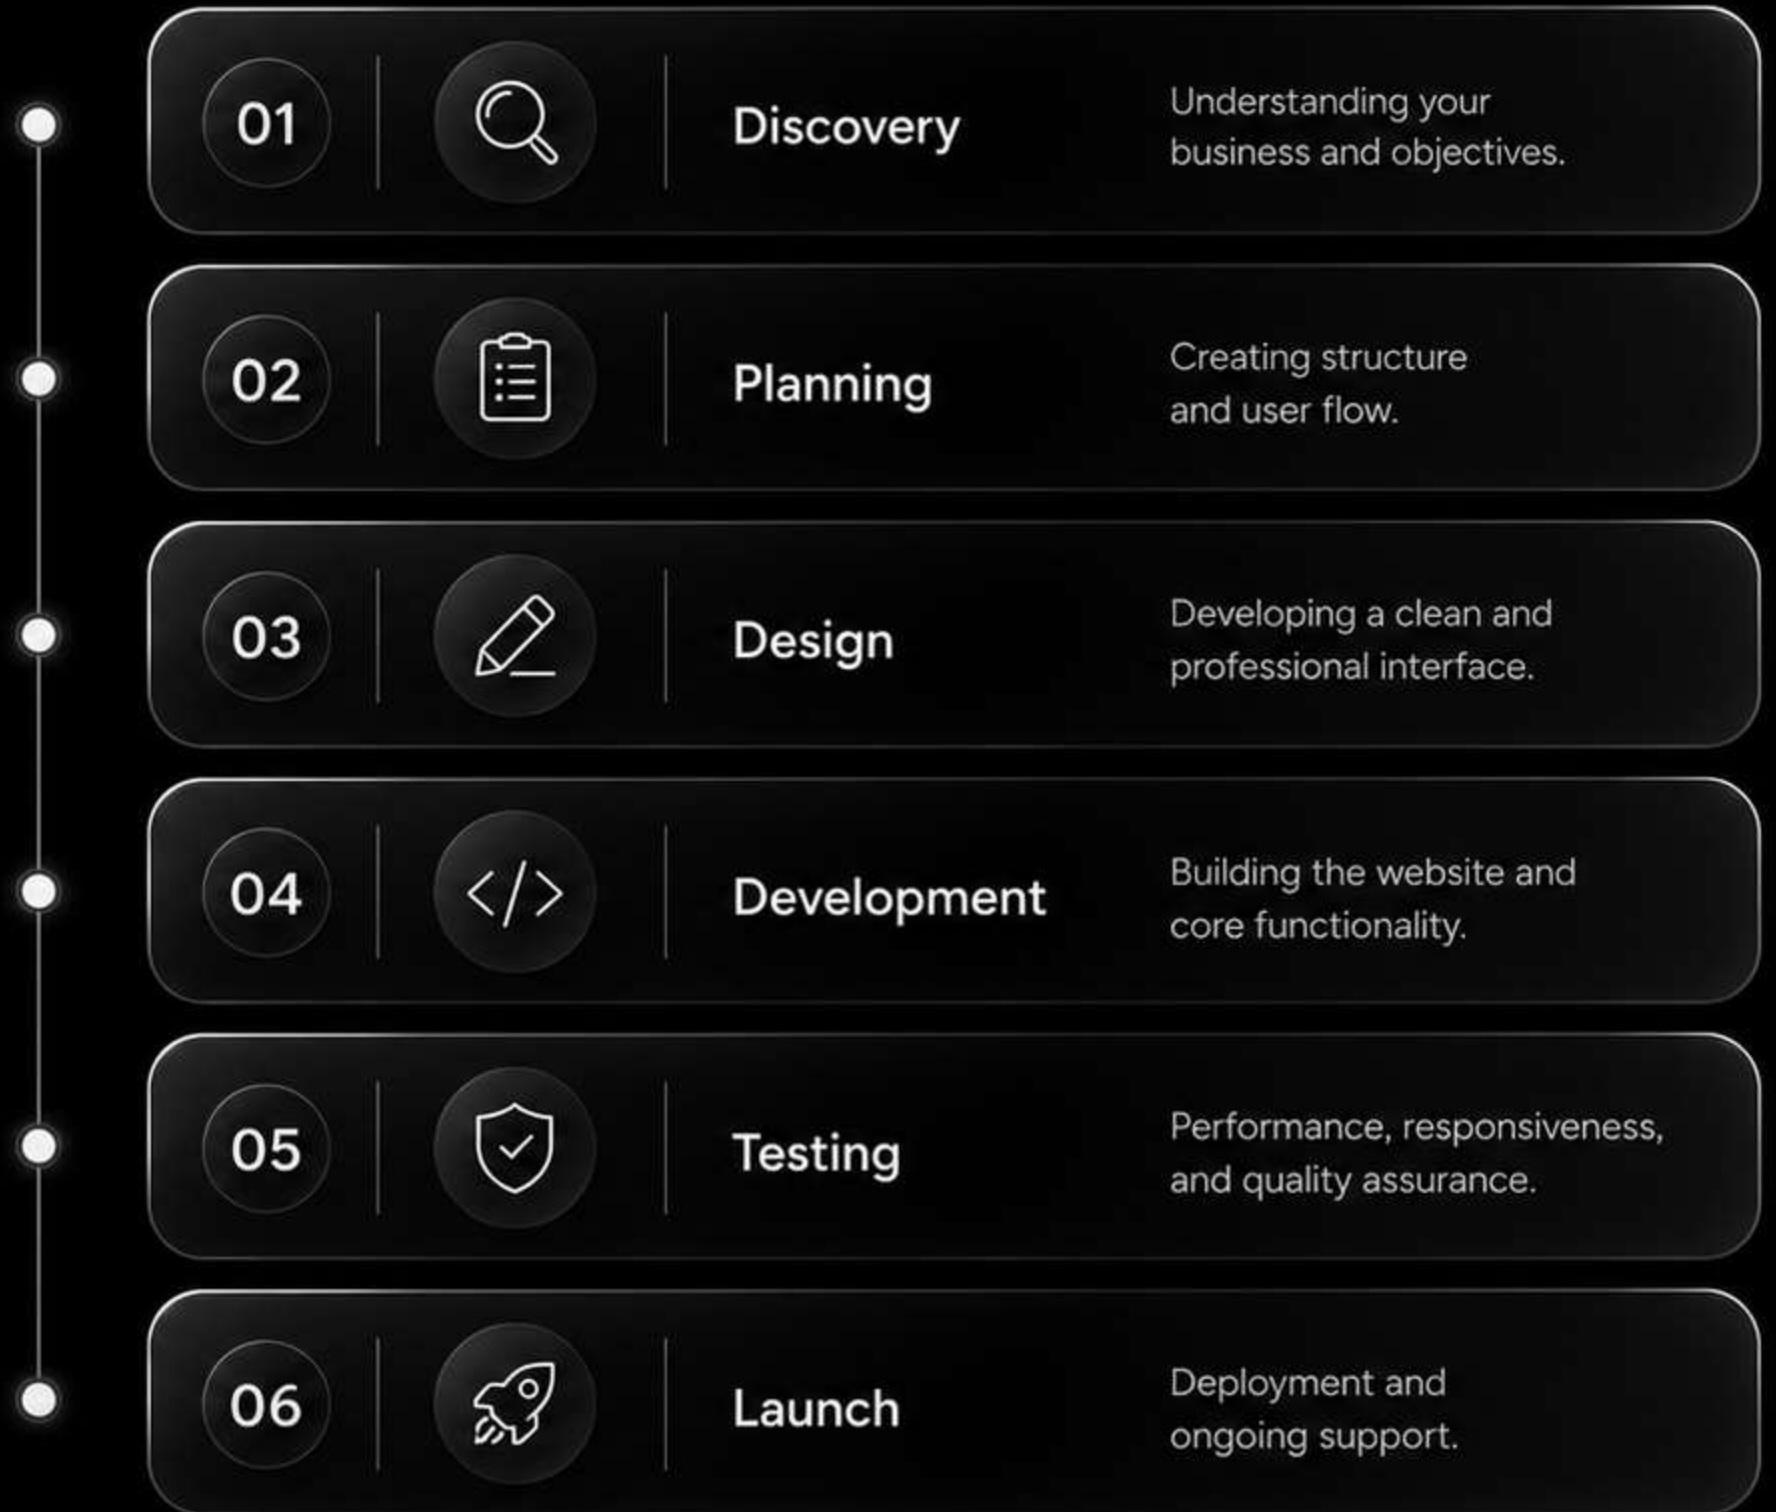 01
Discovery
Understanding your
business and objectives.
02
Planning
Creating structure
and user flow.
03
Design
Developing a clean and
professional interface.
04
</>
Development
Building the website and
core functionality.
05
Testing
Performance, responsiveness,
and quality assurance.
06
Launch
Deployment and
ongoing support.